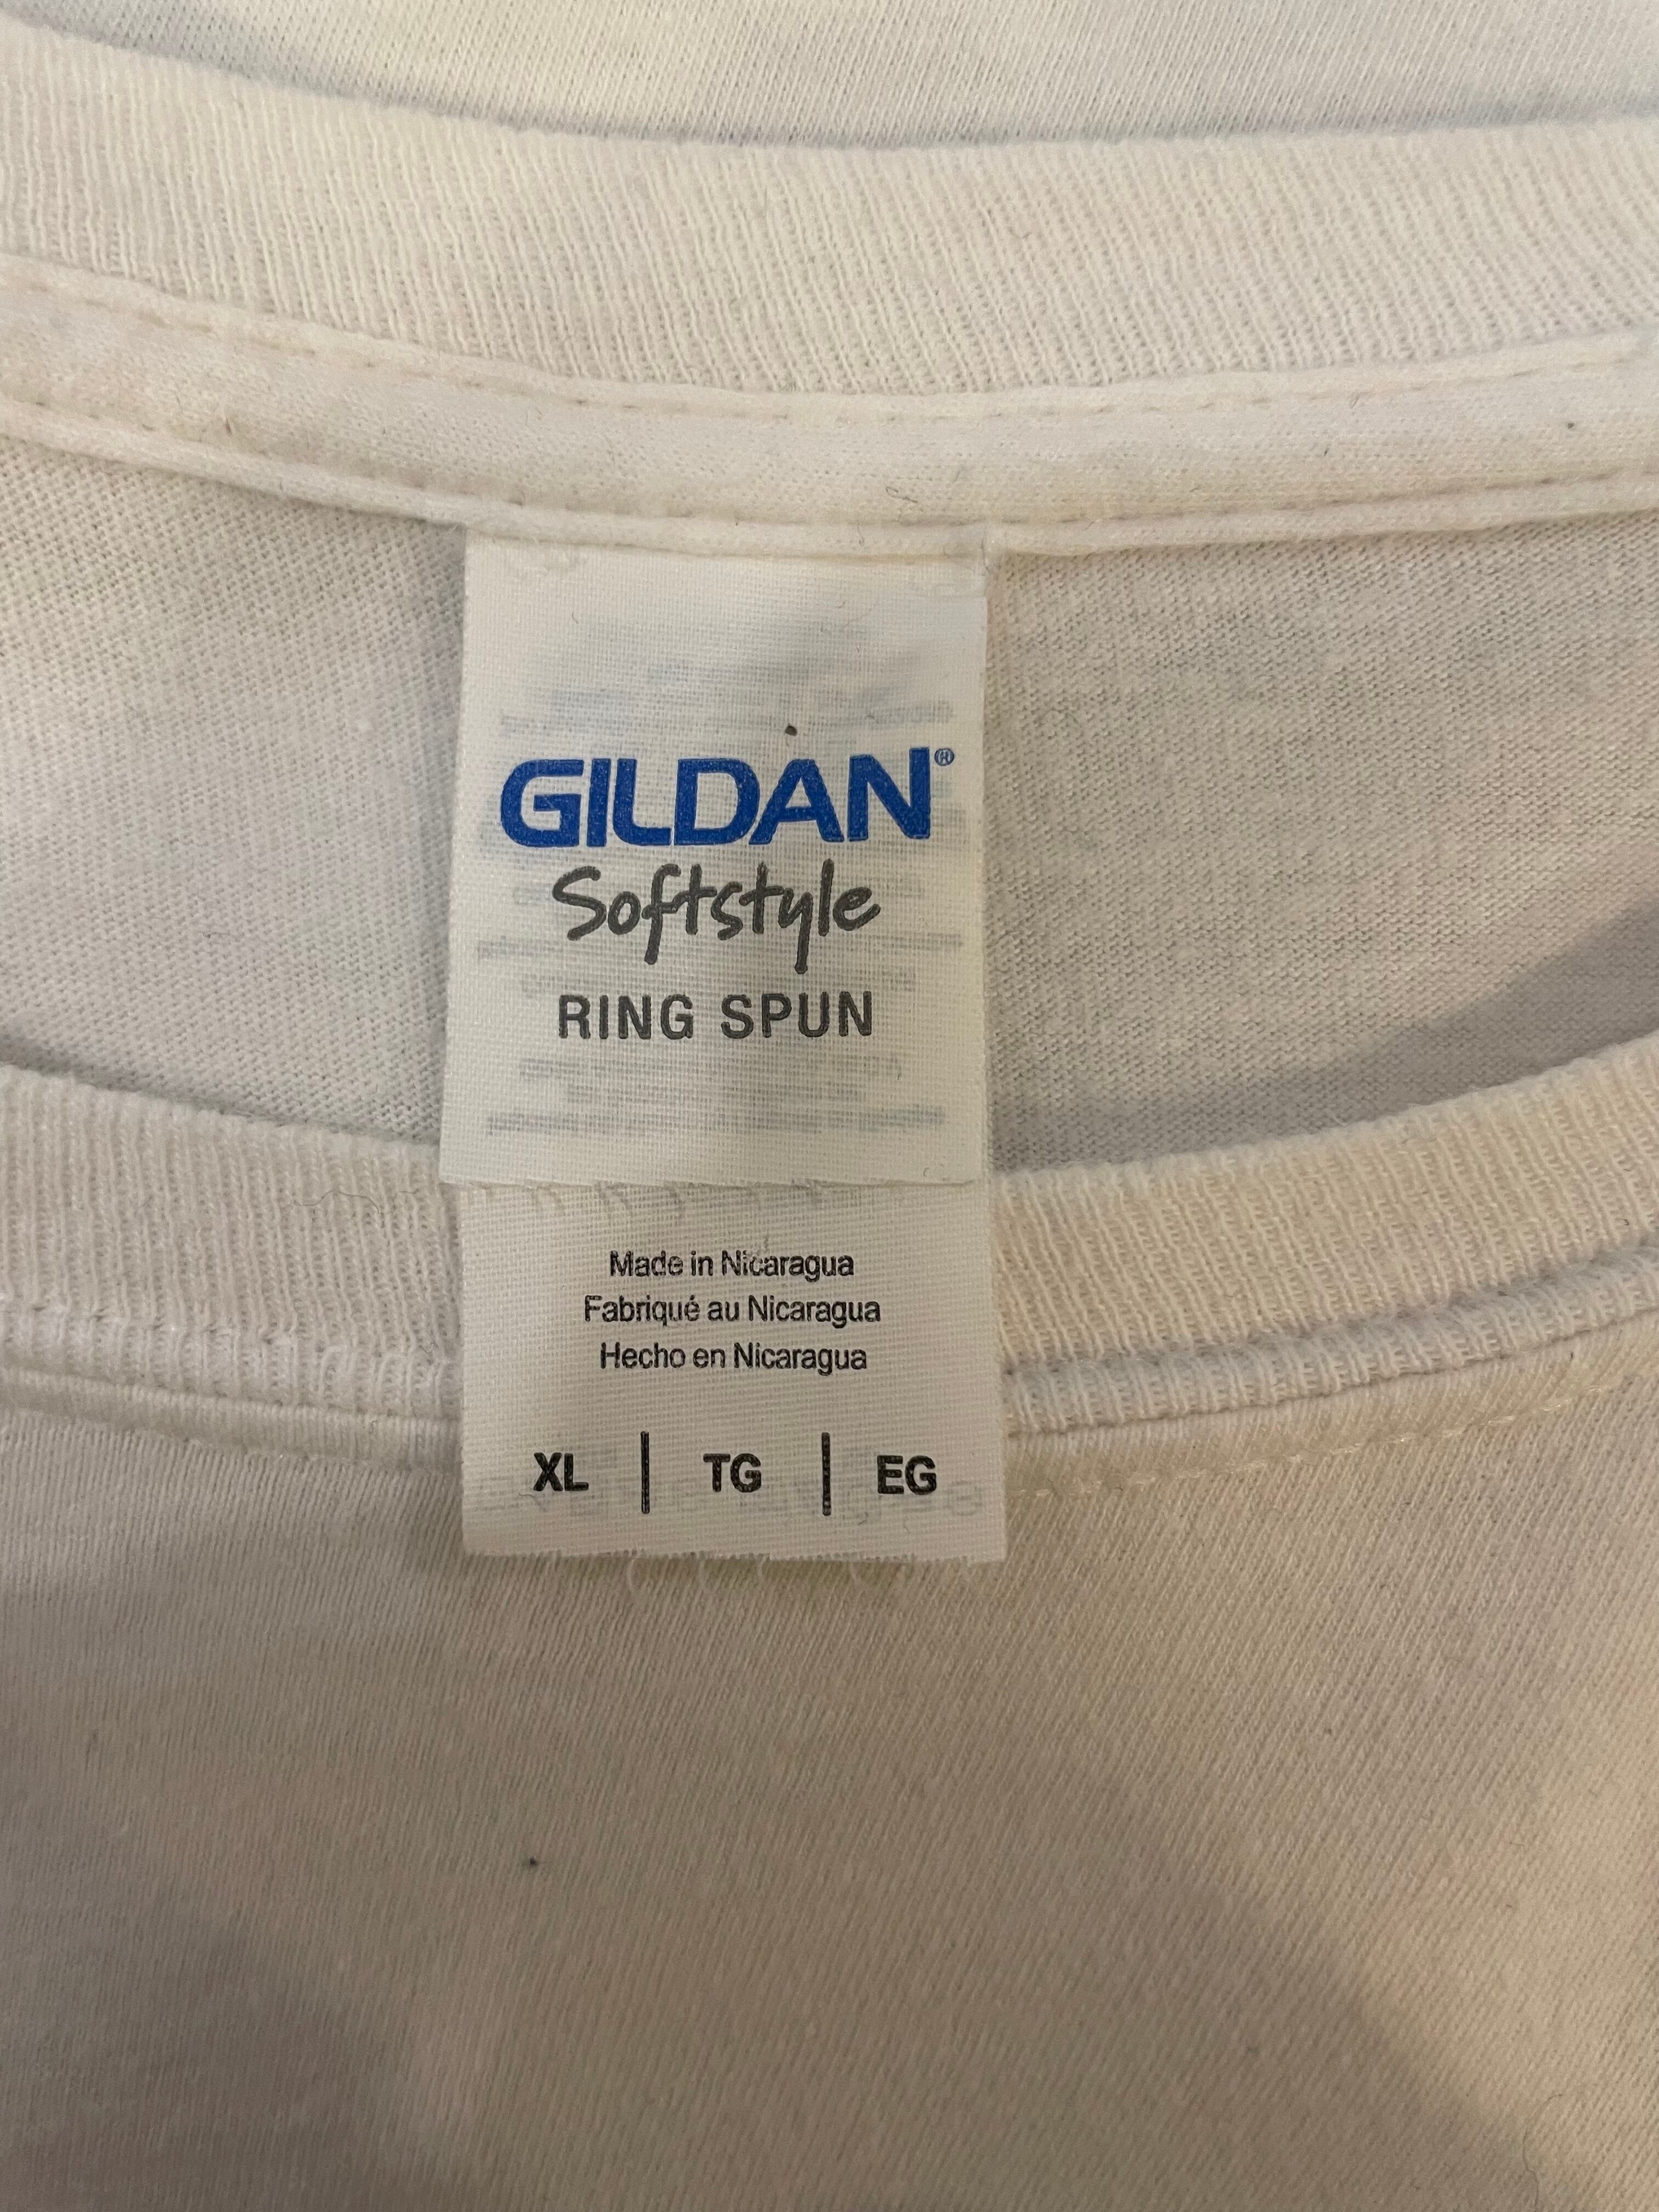 GILDAN®
Softstyle
RING SPUN
Made in Nicaragua
Fabriqué au Nicaragua
Hecho en Nicaragua
XL | TG | EG